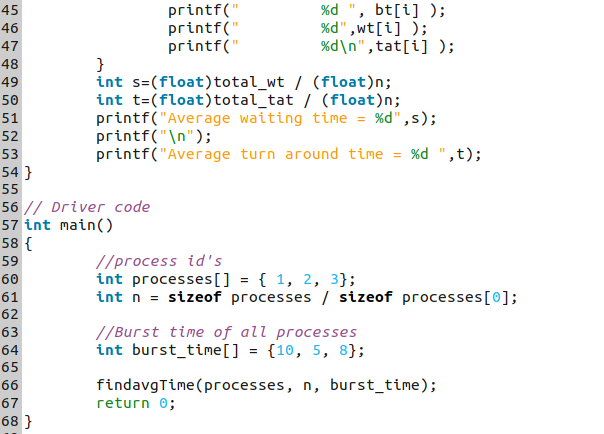 45                printf("         %d ", bt[i] );
46                printf("         %d",wt[i] );
47                printf("         %d\n",tat[i] );
48        }
49        int s=(float)total_wt / (float)n;
50        int t=(float)total_tat / (float)n;
51        printf("Average waiting time = %d",s);
52        printf("\n");
53        printf("Average turn around time = %d ",t);
54 }
55
56 // Driver code
57 int main()
58 {
59        //process id's
60        int processes[] = { 1, 2, 3};
61        int n = sizeof processes / sizeof processes[0];
62
63        //Burst time of all processes
64        int burst_time[] = {10, 5, 8};
65
66        findavgTime(processes, n, burst_time);
67        return 0;
68 }